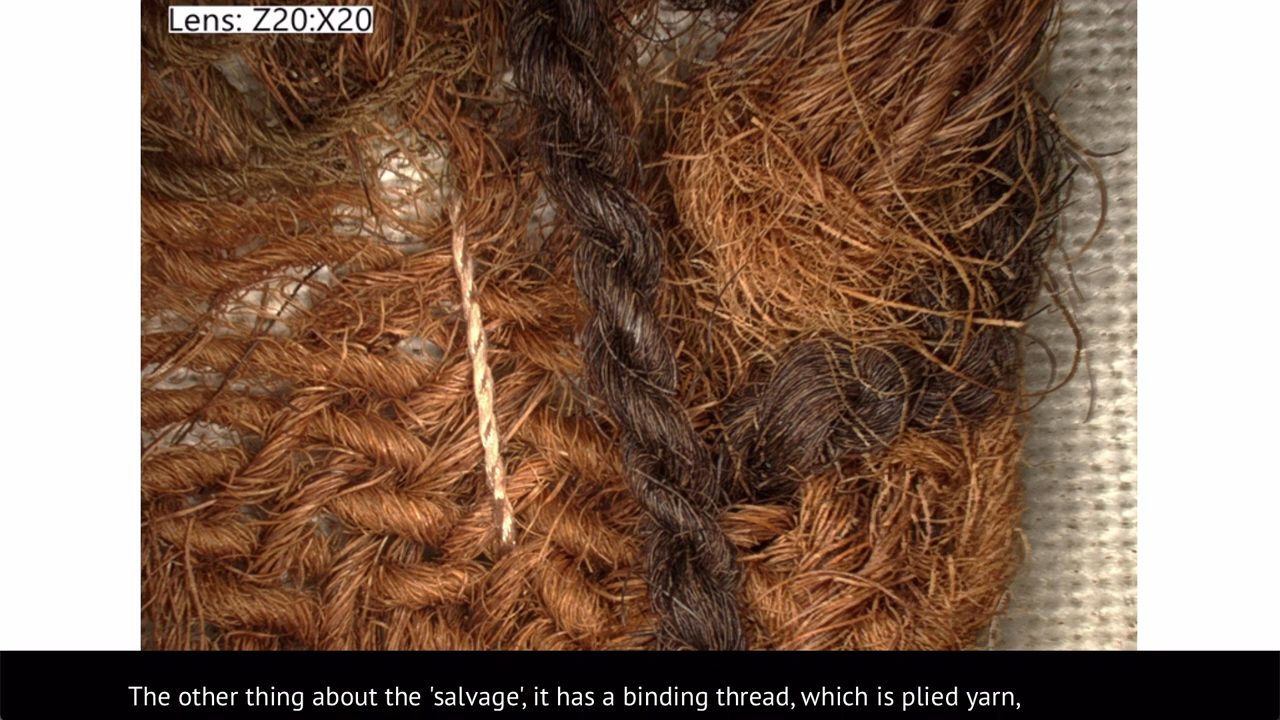 Lens: Z20:X20
The other thing about the 'salvage', it has a binding thread, which is plied yarn,